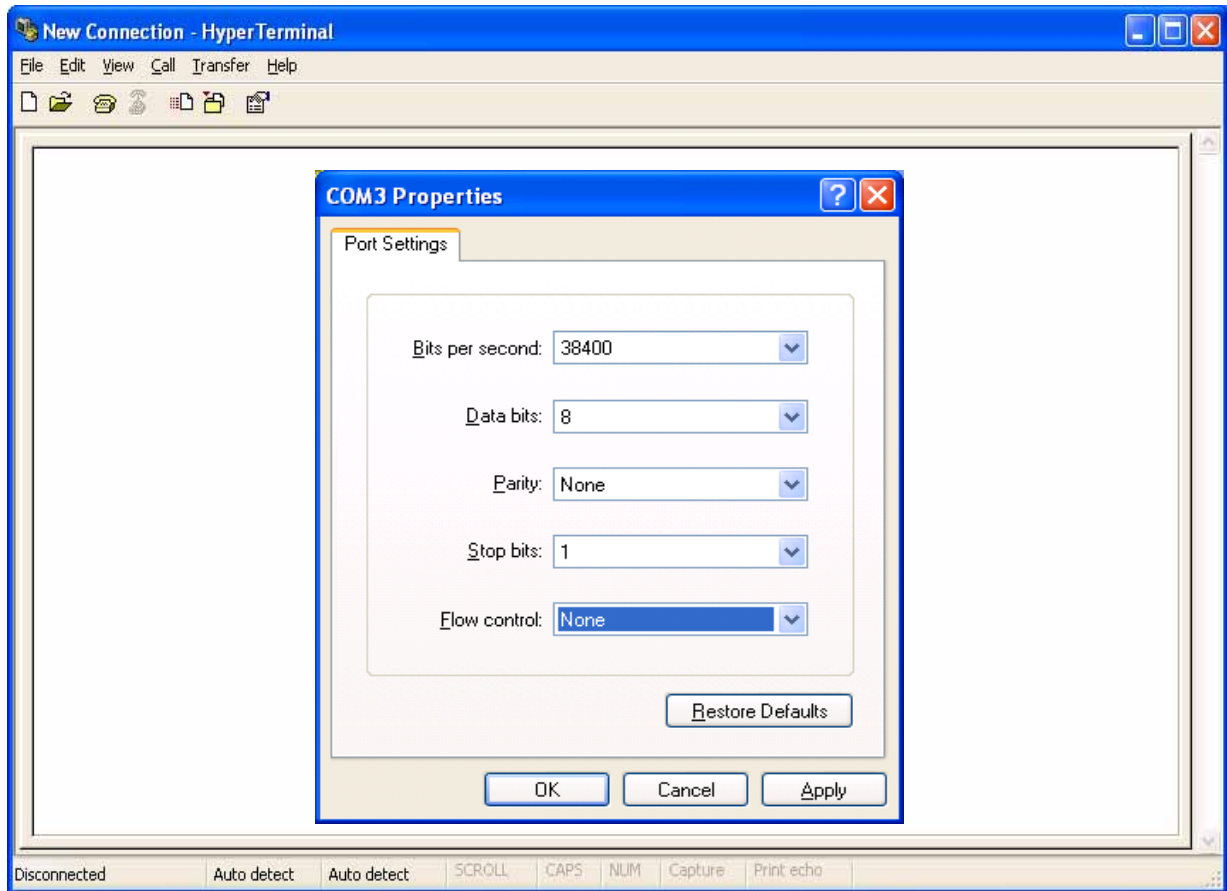 New Connection - HyperTerminal
File Edit View Call Transfer Help
COM3 Properties
Port Settings
Bits per second: 38400
Data bits: 8
Parity: None
Stop bits: 1
Flow control: None
Restore Defaults
OK Cancel Apply
Disconnected Auto detect Auto detect SCROLL CAPS NUM Capture Print echo